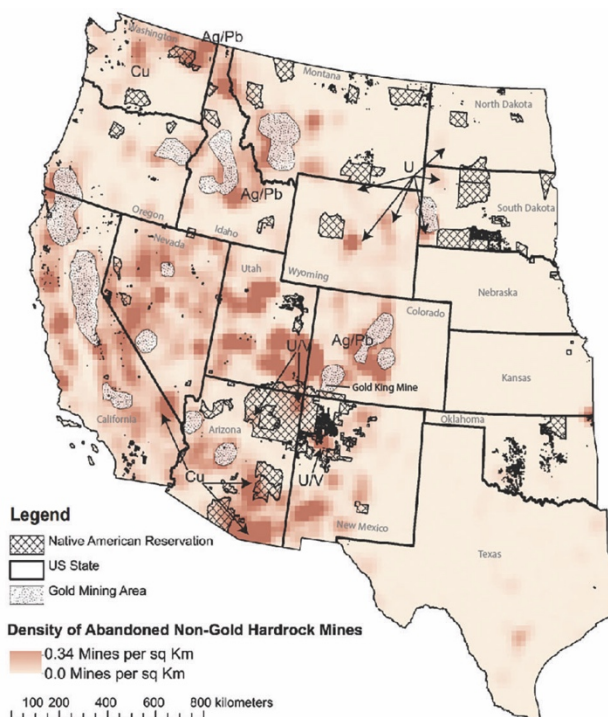 Washington
Ag/Pb
Cu
Montana
North Dakota
U
Ag/Pb
South Dakota
Oregon
Idaho
Nevada
Utah
Wyoming
Nebraska
Colorado
Ag/Pb
U/V
Gold King Mine
Kansas
California
Arizona
Oklahoma
Cu
U/V
New Mexico
Texas
Legend
Native American Reservation
US State
Gold Mining Area
Density of Abandoned Non-Gold Hardrock Mines
0.34 Mines per sq Km
0.0 Mines per sq Km
100 200 400 600 800 kilometers